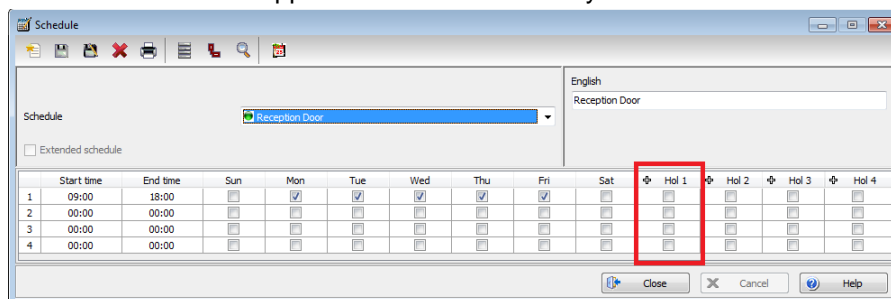 Schedule
English
Reception Door
Schedule Reception Door
Extended schedule
Start time End time Sun Mon Tue Wed Thu Fri Sat Hol 1 Hol 2 Hol 3 Hol 4
1 09:00 18:00
2 00:00 00:00
3 00:00 00:00
4 00:00 00:00
Close Cancel Help